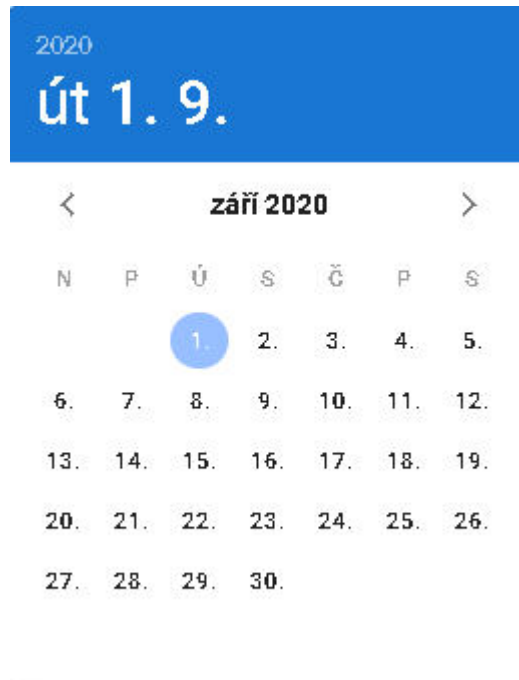 2020
út 1. 9.
září 2020
N P Ú S Č P S
1. 2. 3. 4. 5.
6. 7. 8. 9. 10. 11. 12.
13. 14. 15. 16. 17. 18. 19.
20. 21. 22. 23. 24. 25. 26.
27. 28. 29. 30.